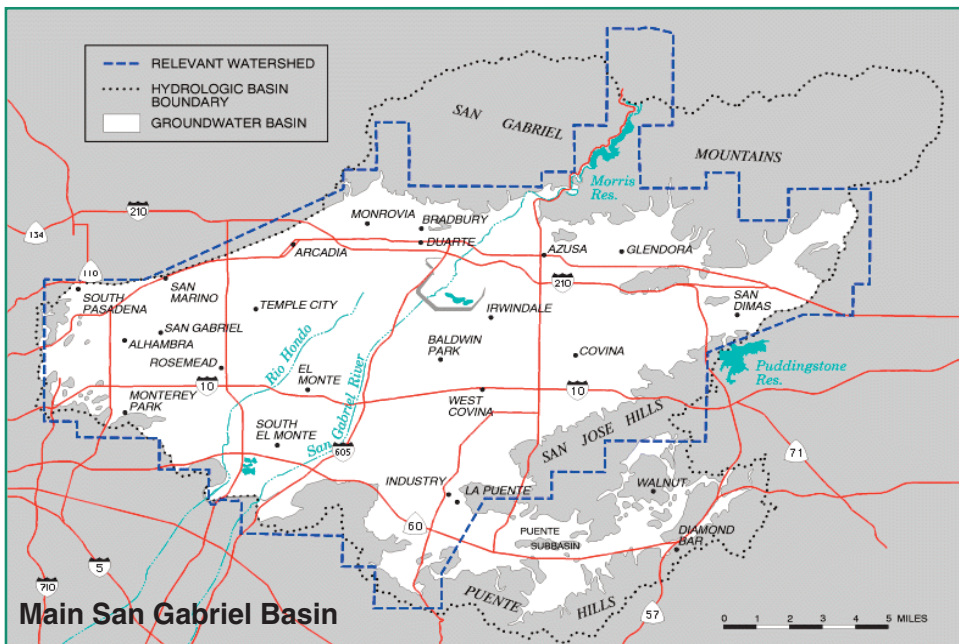 RELEVANT WATERSHED
HYDROLOGIC BASIN
BOUNDARY
GROUNDWATER BASIN
SAN GABRIEL
MOUNTAINS
Morris
Res.
210
134
110
MONROVIA
BRADBURY
DUARTE
ARCADIA
AZUSA
GLENDORA
210
SOUTH
PASADENA
SAN
MARINO
TEMPLE CITY
IRWINDALE
SAN
DIMAS
SAN GABRIEL
ALHAMBRA
ROSEMEAD
Rio Hondo
San Gabriel River
BALDWIN
PARK
COVINA
Puddingstone
Res.
10
EL
MONTE
WEST
COVINA
10
MONTEREY
PARK
SOUTH
EL MONTE
605
SAN JOSE HILLS
71
INDUSTRY
LA PUENTE
WALNUT
60
PUENTE
SUBBASIN
DIAMOND
BAR
PUENTE
HILLS
57
5
710
Main San Gabriel Basin
0 1 2 3 4 5 MILES